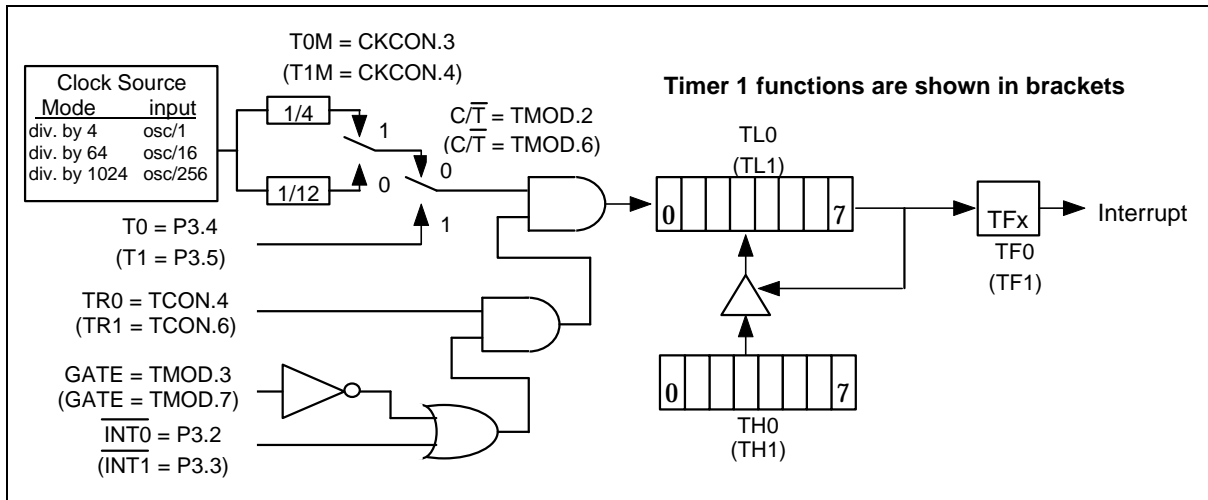 T0M = CKCON.3
(T1M = CKCON.4)
Timer 1 functions are shown in brackets
Clock Source
Mode input
div. by 4 osc/1
div. by 64 osc/16
div. by 1024 osc/256
1/4
1
C/T̅ = TMOD.2
(C/T̅ = TMOD.6)
TL0
(TL1)
0
1/12
0
0
7
TFx
Interrupt
TF0
(TF1)
T0 = P3.4
(T1 = P3.5)
1
TR0 = TCON.4
(TR1 = TCON.6)
GATE = TMOD.3
(GATE = TMOD.7)
0
7
I̅N̅T̅0̅ = P3.2
(I̅N̅T̅1̅ = P3.3)
TH0
(TH1)